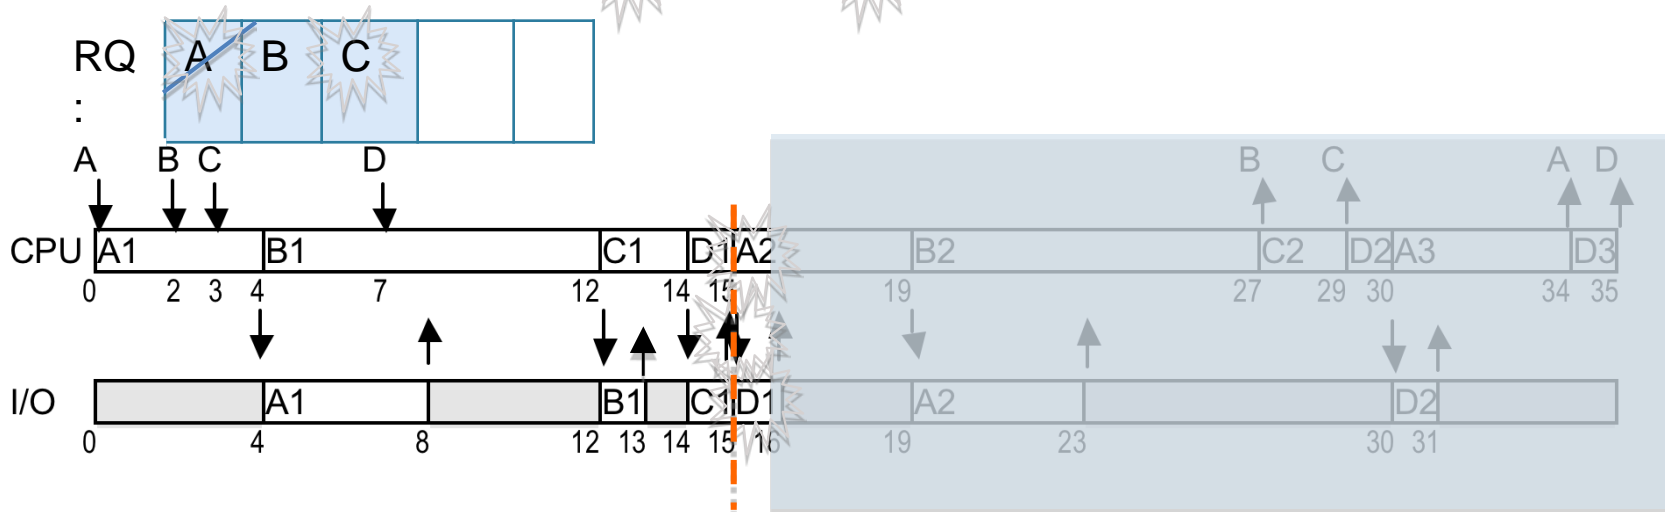 RQ A B C
:
A B C D B C A D
CPU A1 B1 C1 D1 A2 B2 C2 D2 A3 D3
0 2 3 4 7 12 14 15 19 27 29 30 34 35
I/O A1 B1 C1 D1 A2 D2
0 4 8 12 13 14 15 16 19 23 30 31